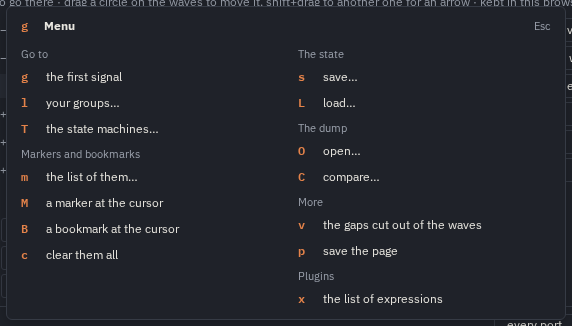 o go there · drag a circle on the waves to move it, shift+drag to another one for an arrow · kept in this brows
g Menu Esc
Go to
g the first signal
l your groups...
T the state machines...
Markers and bookmarks
m the list of them...
M a marker at the cursor
B a bookmark at the cursor
c clear them all
The state
s save...
L load...
The dump
O open...
C compare...
More
v the gaps cut out of the waves
p save the page
Plugins
x the list of expressions
every port